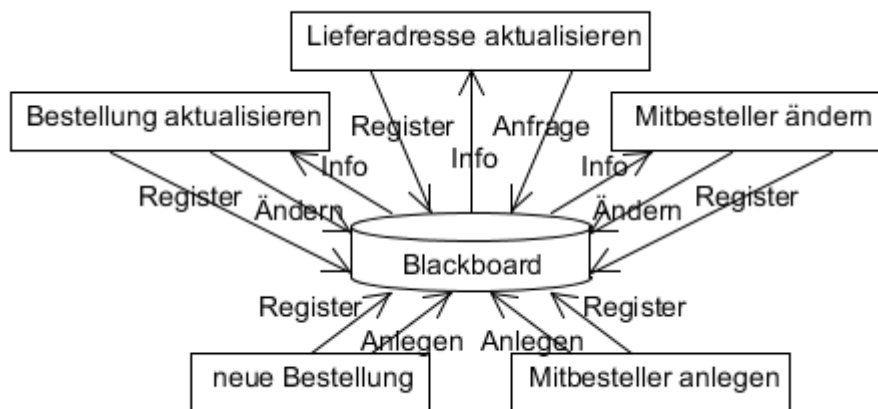 Lieferadresse aktualisieren
Bestellung aktualisieren
Mitbesteller ändern
Register
Anfrage
Info
Info
Info
Register
Ändern
Ändern
Register
Blackboard
Register
Register
Anlegen
Anlegen
neue Bestellung
Mitbesteller anlegen